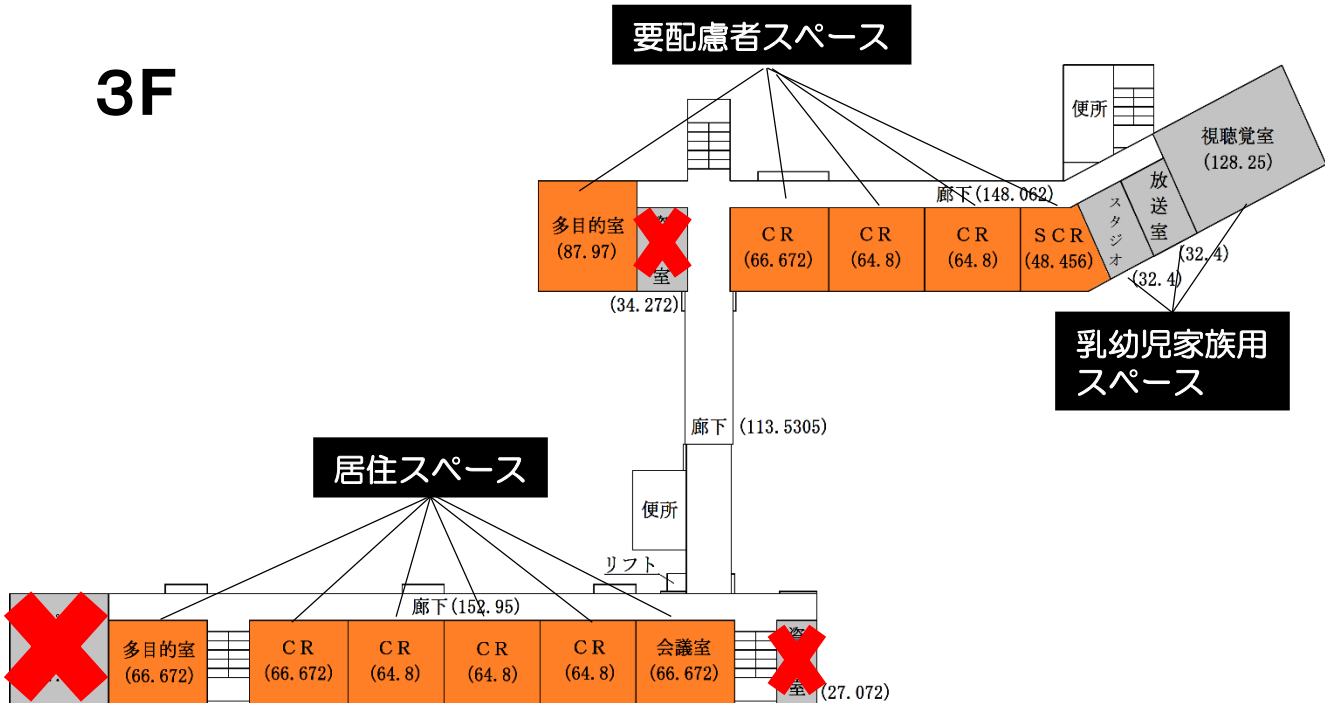 3F
要配慮者スペース
便所
視聴覚室
(128.25)
放送室
(32.4)
スタジオ
(32.4)
廊下(148.062)
多目的室
(87.97)
室
(34.272)
CR
(66.672)
CR
(64.8)
CR
(64.8)
SCR
(48.456)
乳幼児家族用
スペース
廊下 (113.5305)
居住スペース
便所
リフト
廊下(152.95)
多目的室
(66.672)
CR
(66.672)
CR
(64.8)
CR
(64.8)
CR
(64.8)
会議室
(66.672)
室
(27.072)